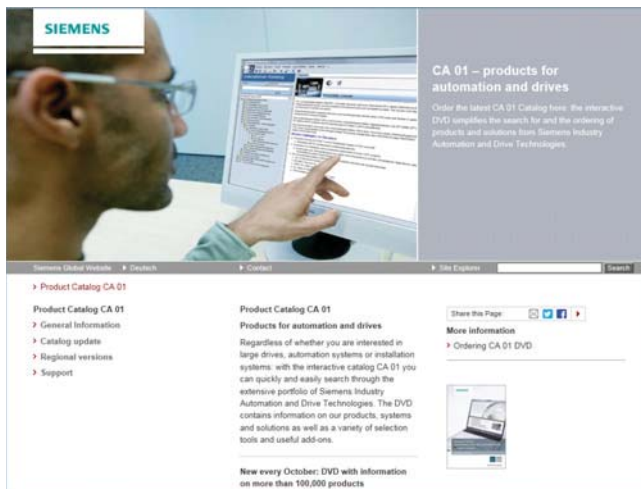 SIEMENS
CA 01 – products for
automation and drives
Order the latest CA 01 Catalog here: the interactive
DVD simplifies the search for and the ordering of
products and solutions from Siemens Industry
Automation and Drive Technologies.
Siemens Global Website
Deutsch
Contact
Site Explorer
Search
Product Catalog CA 01
Product Catalog CA 01
General Information
Catalog update
Regional versions
Support
Product Catalog CA 01
Products for automation and drives
Regardless of whether you are interested in
large drives, automation systems or installation
systems: with the interactive catalog CA 01 you
can quickly and easily search through the
extensive portfolio of Siemens Industry
Automation and Drive Technologies. The DVD
contains information on our products, systems
and solutions as well as a variety of selection
tools and useful add-ons.
New every October: DVD with information
on more than 100,000 products
Share this Page:
More information
Ordering CA 01 DVD